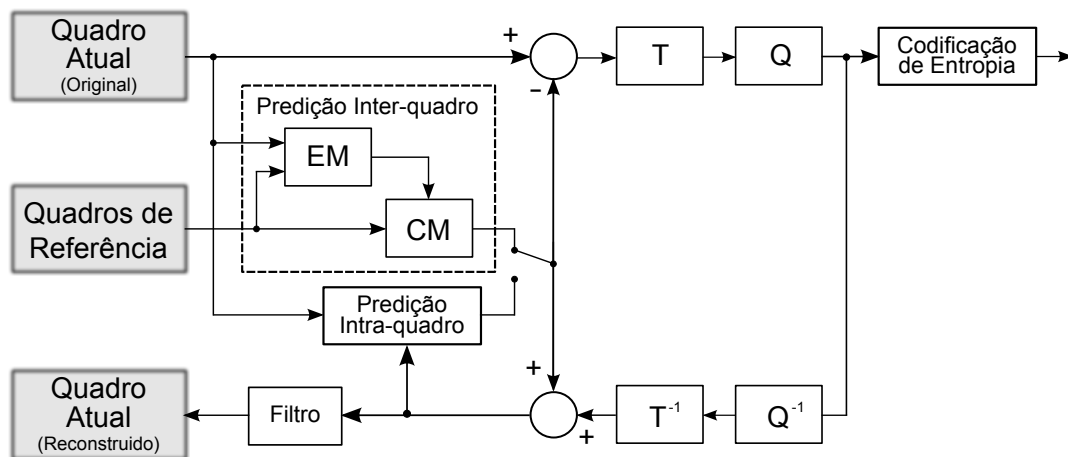 Quadro
Atual
(Original)
+
-
T
Q
Codificação
de Entropia
Predição Inter-quadro
EM
CM
Quadros de
Referência
Predição
Intra-quadro
+
+
Quadro
Atual
(Reconstruido)
Filtro
T-1
Q-1